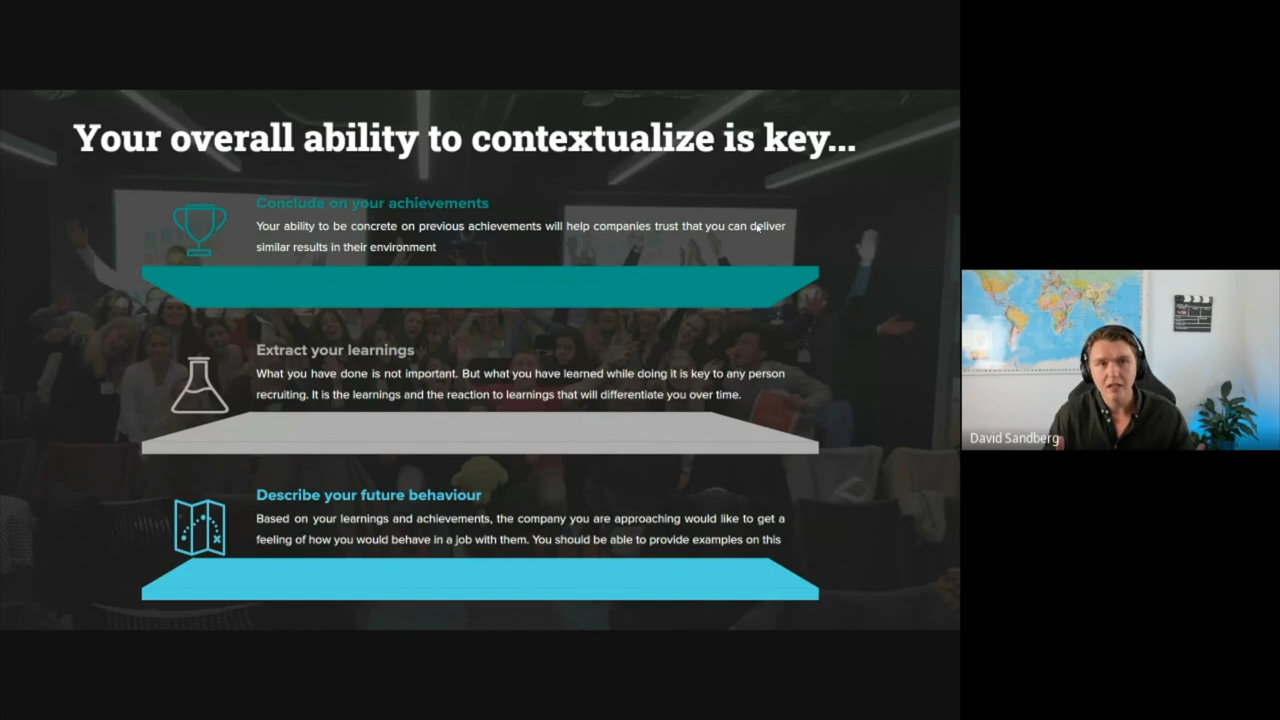 Your overall ability to contextualize is key...
Conclude on your achievements
Your ability to be concrete on previous achievements will help companies trust that you can deliver
similar results in their environment
Extract your learnings
What you have done is not important. But what you have learned while doing it is key to any person
recruiting. It is the learnings and the reaction to learnings that will differentiate you over time.
Describe your future behaviour
Based on your learnings and achievements, the company you are approaching would like to get a
feeling of how you would behave in a job with them. You should be able to provide examples on this
David Sandberg